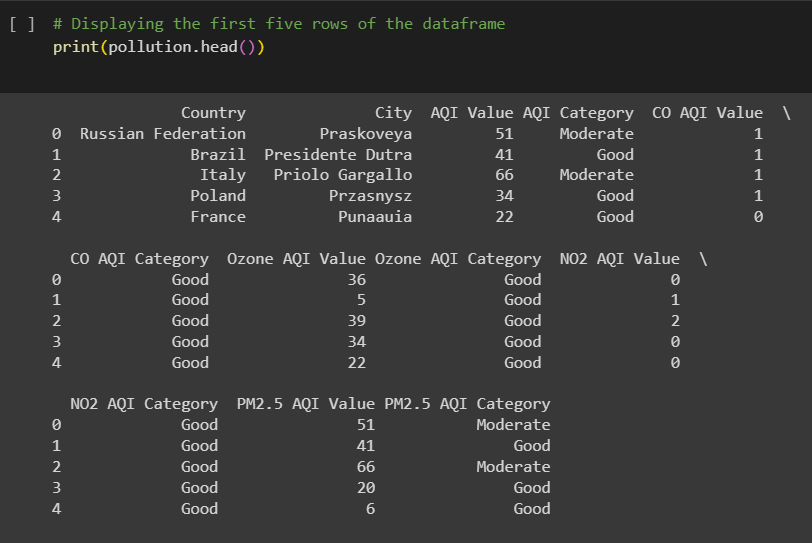 [ ] # Displaying the first five rows of the dataframe
print(pollution.head())
Country City AQI Value AQI Category CO AQI Value \
0 Russian Federation Praskoveya 51 Moderate 1
1 Brazil Presidente Dutra 41 Good 1
2 Italy Priolo Gargallo 66 Moderate 1
3 Poland Przasnysz 34 Good 1
4 France Punaauia 22 Good 0
CO AQI Category Ozone AQI Value Ozone AQI Category NO2 AQI Value \
0 Good 36 Good 0
1 Good 5 Good 1
2 Good 39 Good 2
3 Good 34 Good 0
4 Good 22 Good 0
NO2 AQI Category PM2.5 AQI Value PM2.5 AQI Category
0 Good 51 Moderate
1 Good 41 Good
2 Good 66 Moderate
3 Good 20 Good
4 Good 6 Good